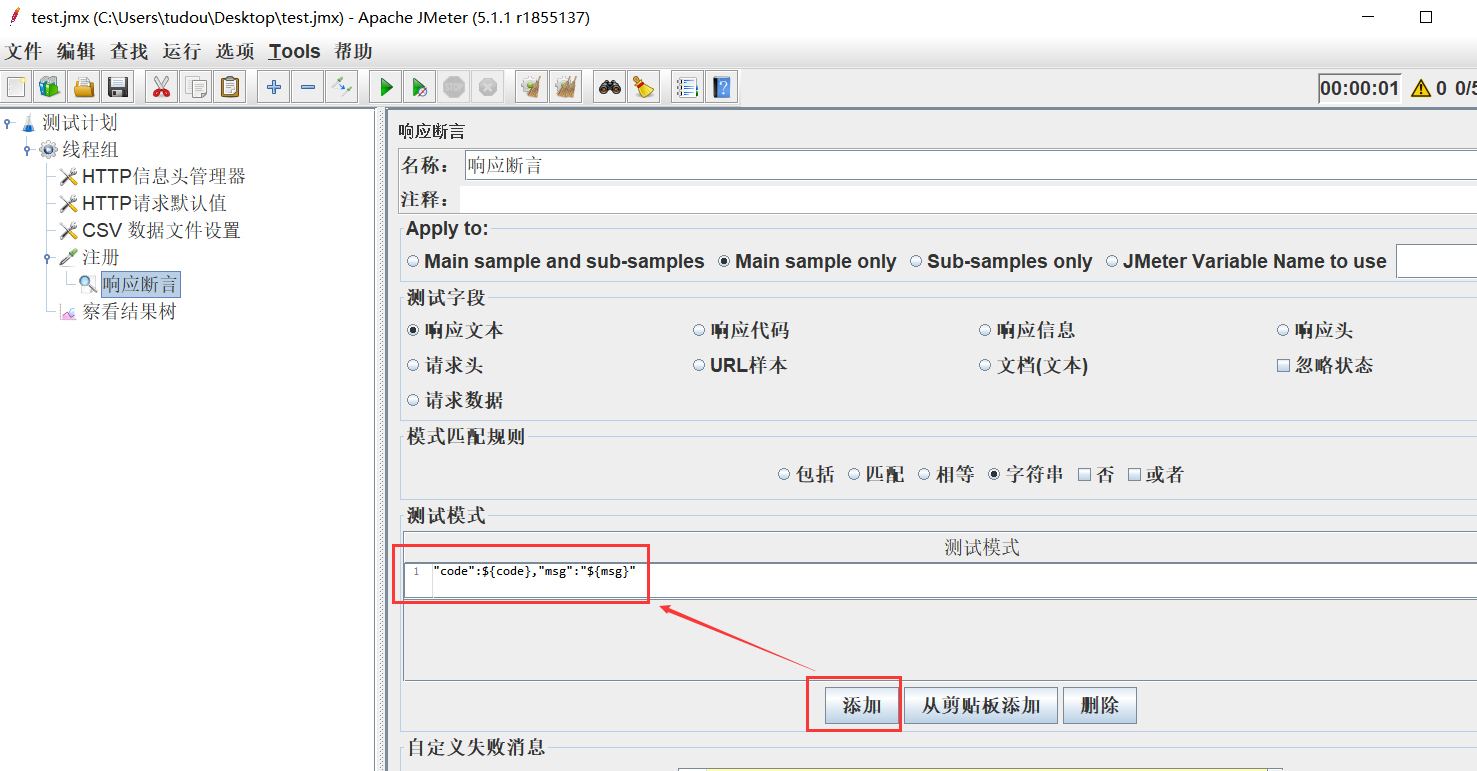 test.jmx (C:\Users\tudou\Desktop\test.jmx) - Apache JMeter (5.1.1 r1855137)
文件 编辑 查找 运行 选项 Tools 帮助
STOP
00:00:01 0 0/5
测试计划
线程组
HTTP信息头管理器
HTTP请求默认值
CSV 数据文件设置
注册
响应断言
察看结果树
响应断言
名称： 响应断言
注释：
Apply to:
Main sample and sub-samples Main sample only Sub-samples only JMeter Variable Name to use
测试字段
响应文本 响应代码 响应信息 响应头
请求头 URL样本 文档(文本) 忽略状态
请求数据
模式匹配规则
包括 匹配 相等 字符串 否 或者
测试模式
测试模式
1 "code":${code},"msg":"${msg}"
添加 从剪贴板添加 删除
自定义失败消息